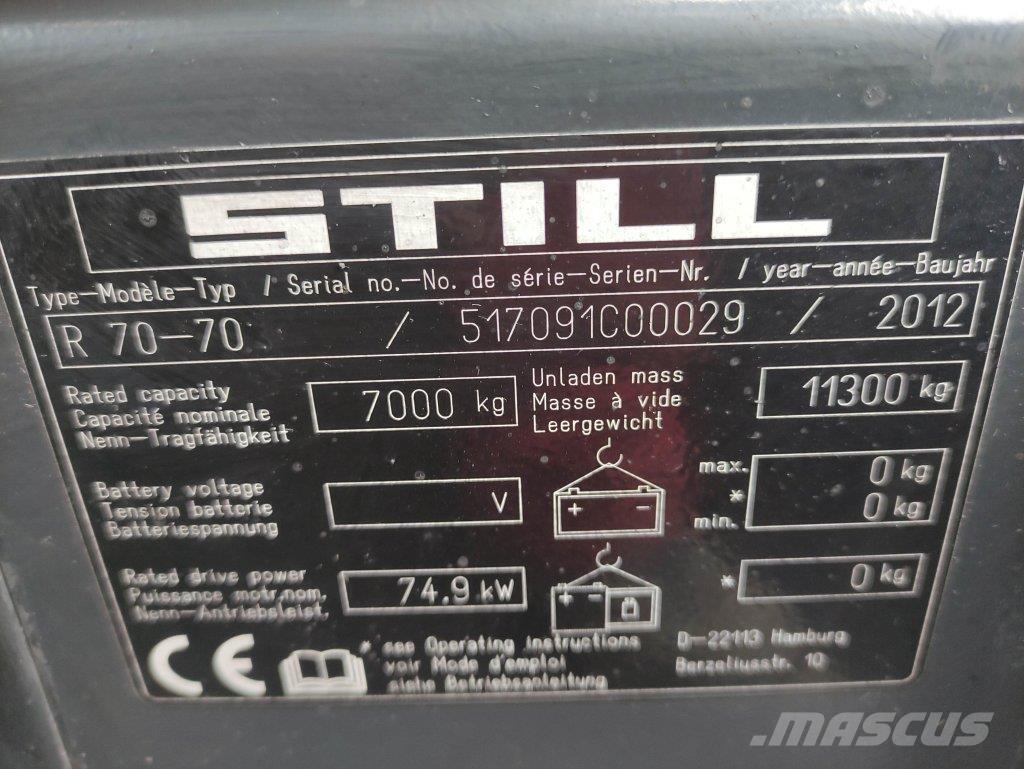 STILL
Type-Modèle-Typ / Serial no.-No. de série-Serien-Nr. / year-année-Baujahr
R 70-70 / 517091C00029 / 2012
Rated capacity
Capacité nominale
Nenn-Tragfähigkeit
7000 kg
Unladen mass
Masse à vide
Leergewicht
11300 kg
Battery voltage
Tension batterie
Batteriespannung
V
+ -
max. 0 kg
*
min. 0 kg
Rated drive power
Puissance motr.nom.
Nenn-Antriebsleist.
74.9 kW
+ -
* 0 kg
CE
* see Operating instructions
voir Mode d'emploi
siehe Betriebsanleitung
D-22113 Hamburg
Berzeliusstr. 10
MASCUS